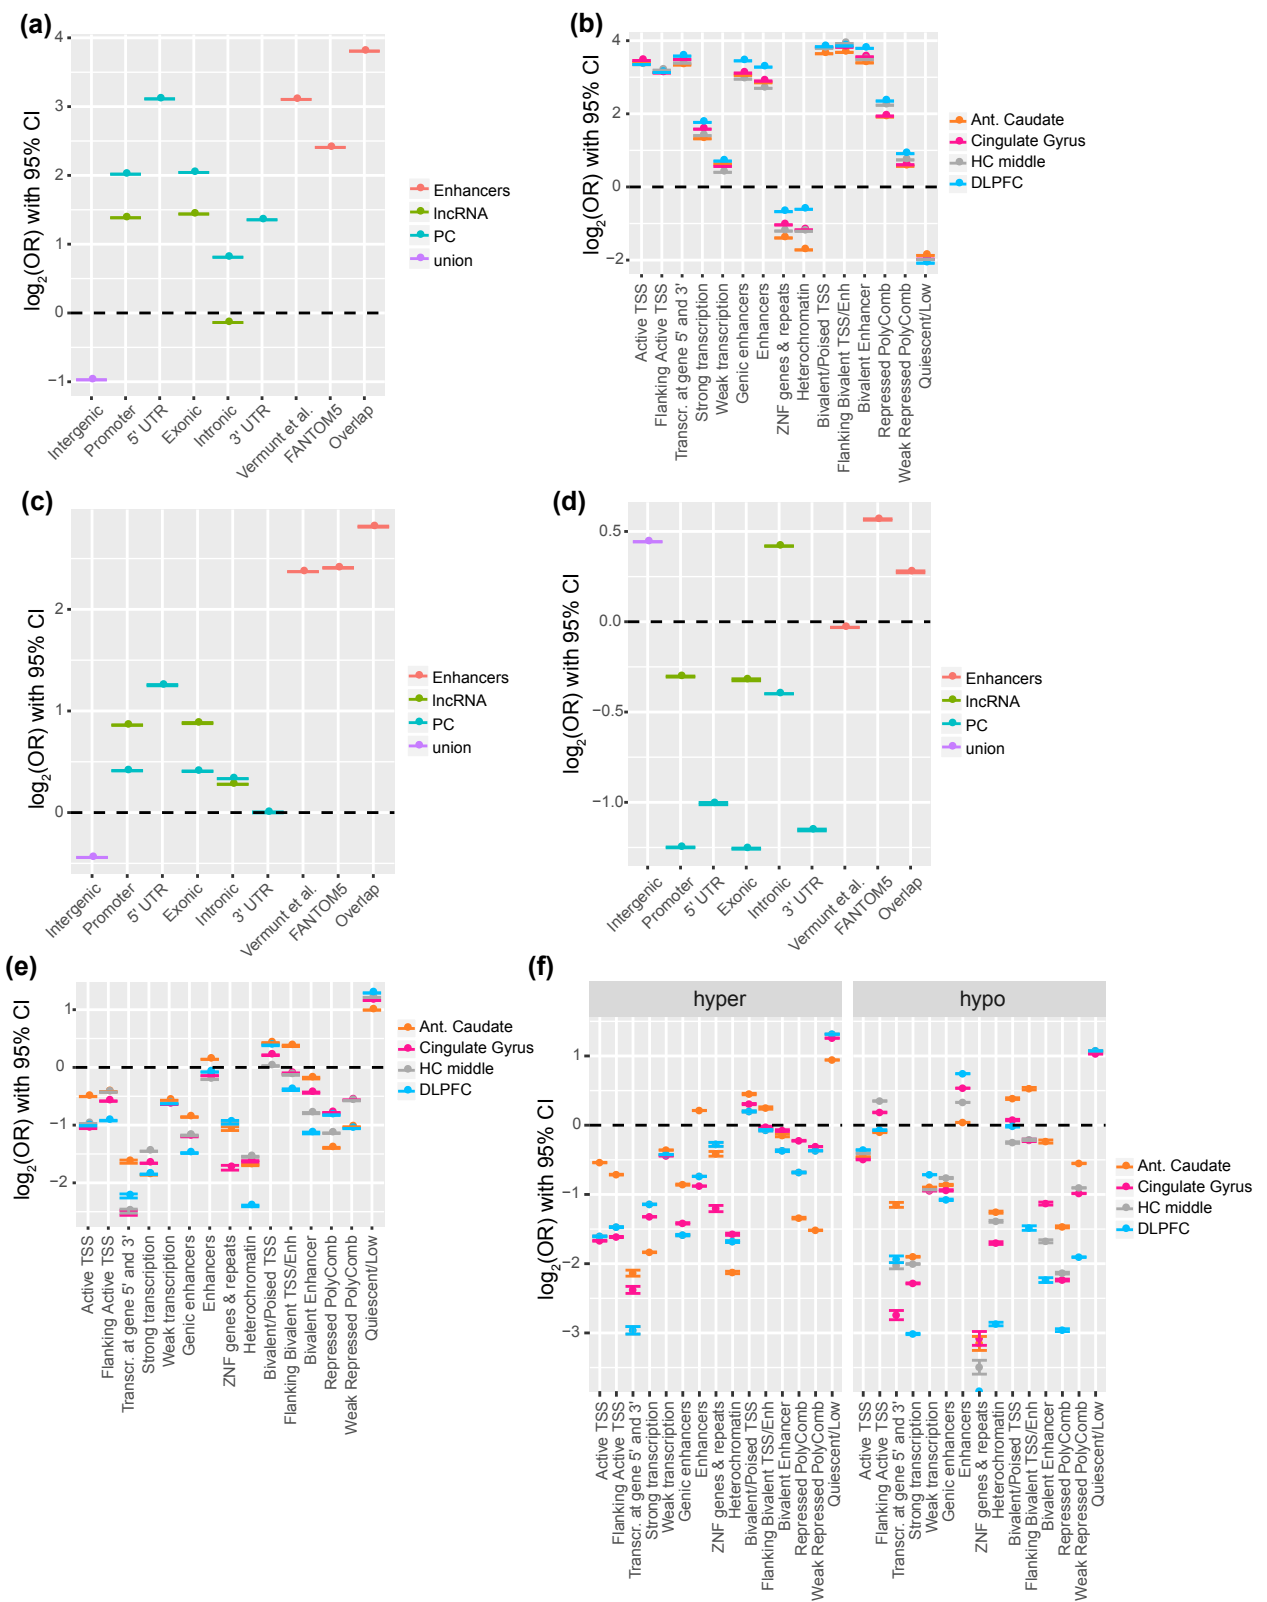 (a)
log2(OR) with 95% CI
4
3
2
1
0
−1
Intergenic
Promoter
5' UTR
Exonic
Intronic
3' UTR
Vermunt et al.
FANTOM5
Overlap
Enhancers
lncRNA
PC
union
(b)
log2(OR) with 95% CI
4
2
0
−2
Active TSS
Flanking Active TSS
Transcr. at gene 5' and 3'
Strong transcription
Weak transcription
Genic enhancers
Enhancers
ZNF genes & repeats
Heterochromatin
Bivalent/Poised TSS
Flanking Bivalent TSS/Enh
Bivalent Enhancer
Repressed PolyComb
Weak Repressed PolyComb
Quiescent/Low
Ant. Caudate
Cingulate Gyrus
HC middle
DLPFC
(c)
log2(OR) with 95% CI
2
1
0
Intergenic
Promoter
5' UTR
Exonic
Intronic
3' UTR
Vermunt et al.
FANTOM5
Overlap
Enhancers
lncRNA
PC
union
(d)
log2(OR) with 95% CI
0.5
0.0
−0.5
−1.0
Intergenic
Promoter
5' UTR
Exonic
Intronic
3' UTR
Vermunt et al.
FANTOM5
Overlap
Enhancers
lncRNA
PC
union
(e)
log2(OR) with 95% CI
1
0
−1
−2
Active TSS
Flanking Active TSS
Transcr. at gene 5' and 3'
Strong transcription
Weak transcription
Genic enhancers
Enhancers
ZNF genes & repeats
Heterochromatin
Bivalent/Poised TSS
Flanking Bivalent TSS/Enh
Bivalent Enhancer
Repressed PolyComb
Weak Repressed PolyComb
Quiescent/Low
Ant. Caudate
Cingulate Gyrus
HC middle
DLPFC
(f)
hyper
hypo
log2(OR) with 95% CI
1
0
−1
−2
−3
Active TSS
Flanking Active TSS
Transcr. at gene 5' and 3'
Strong transcription
Weak transcription
Genic enhancers
Enhancers
ZNF genes & repeats
Heterochromatin
Bivalent/Poised TSS
Flanking Bivalent TSS/Enh
Bivalent Enhancer
Repressed PolyComb
Weak Repressed PolyComb
Quiescent/Low
Active TSS
Flanking Active TSS
Transcr. at gene 5' and 3'
Strong transcription
Weak transcription
Genic enhancers
Enhancers
ZNF genes & repeats
Heterochromatin
Bivalent/Poised TSS
Flanking Bivalent TSS/Enh
Bivalent Enhancer
Repressed PolyComb
Weak Repressed PolyComb
Quiescent/Low
Ant. Caudate
Cingulate Gyrus
HC middle
DLPFC